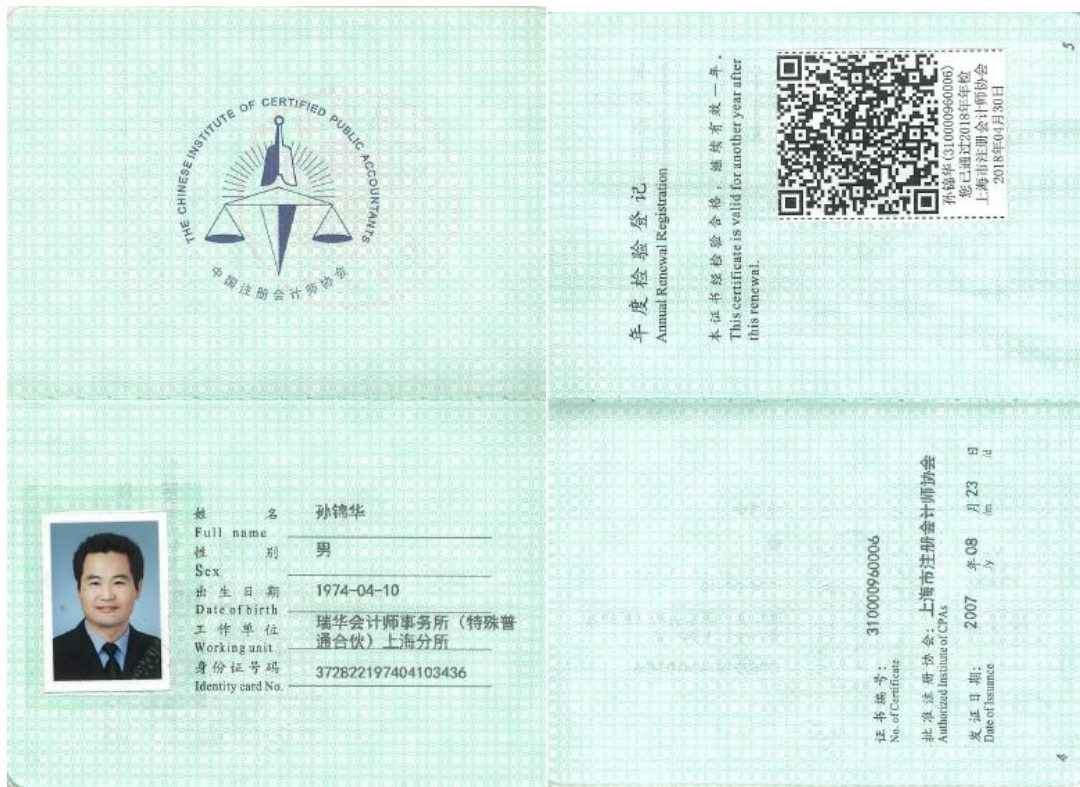 THE CHINESE INSTITUTE OF CERTIFIED PUBLIC ACCOUNTANTS
中国注册会计师协会
姓 名
Full name
孙锦华
性 别
Sex
男
出生日期
Date of birth
1974-04-10
工作单位
Working unit
瑞华会计师事务所（特殊普
通合伙）上海分所
身份证号码
Identity card No.
372822197404103436
年度检验登记
Annual Renewal Registration
本证书经检验合格，继续有效一年。
This certificate is valid for another year after
this renewal.
孙锦华(310000960006)
您已通过2018年年检
上海市注册会计师协会
2018年04月30日
5
证书编号：
No. of Certificate
310000960006
批准注册协会：上海市注册会计师协会
Authorized Institute of CPAs
发证日期： 2007 年 08 月 23 日
Date of Issuance /y /m /d
4